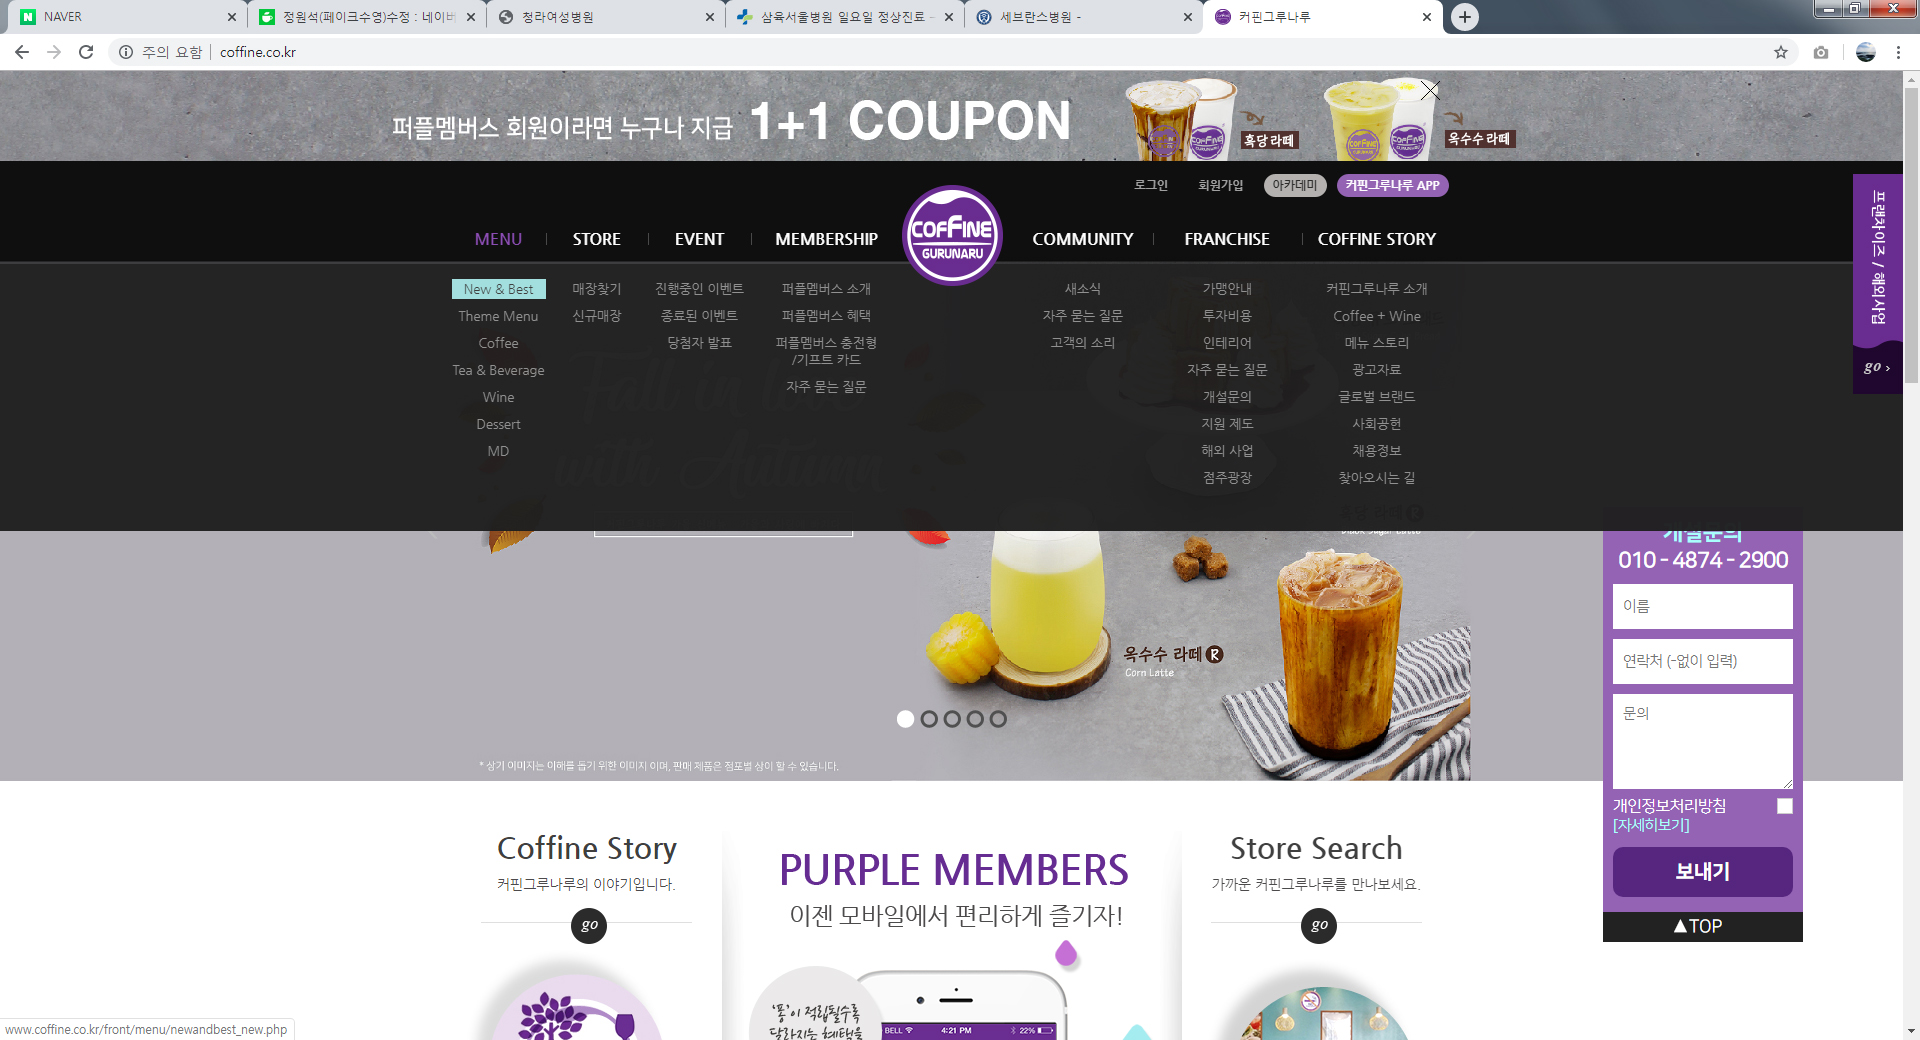 NAVER
정원석(페이크수영)수정 : 네이버
청라여성병원
삼육서울병원 일요일 정상진료 -
세브란스병원 -
커핀그루나루
주의 요함
coffine.co.kr
퍼플멤버스 회원이라면 누구나 지급 1+1 COUPON
흑당라떼
옥수수 라떼
로그인
회원가입
아카데미
커핀그루나루 APP
MENU
STORE
EVENT
MEMBERSHIP
COFFINE
GURUNARU
COMMUNITY
FRANCHISE
COFFINE STORY
프랜차이즈 / 해외사업
go ›
New & Best
Theme Menu
Coffee
Tea & Beverage
Wine
Dessert
MD
매장찾기
신규매장
진행중인 이벤트
종료된 이벤트
당첨자 발표
퍼플멤버스 소개
퍼플멤버스 혜택
퍼플멤버스 충전형
/기프트 카드
자주 묻는 질문
새소식
자주 묻는 질문
고객의 소리
가맹안내
투자비용
인테리어
자주 묻는 질문
개설문의
지원 제도
해외 사업
점주광장
커핀그루나루 소개
Coffee + Wine
메뉴 스토리
광고자료
글로벌 브랜드
사회공헌
채용정보
찾아오시는 길
Fall in love
with Autumn
옥수수 라떼 R
Corn Latte
* 상기 이미지는 이해를 돕기 위한 이미지 이며, 판매 제품은 점포별 상이 할 수 있습니다.
개설문의
010 - 4874 - 2900
이름
연락처 (-없이 입력)
문의
개인정보처리방침
[자세히보기]
보내기
▲TOP
Coffine Story
커핀그루나루의 이야기입니다.
go
PURPLE MEMBERS
이젠 모바일에서 편리하게 즐기자!
Store Search
가까운 커핀그루나루를 만나보세요.
go
'퐁'이 적립될수록
달라지는 혜택을
BELL
4:21 PM
22%
www.coffine.co.kr/front/menu/newandbest_new.php